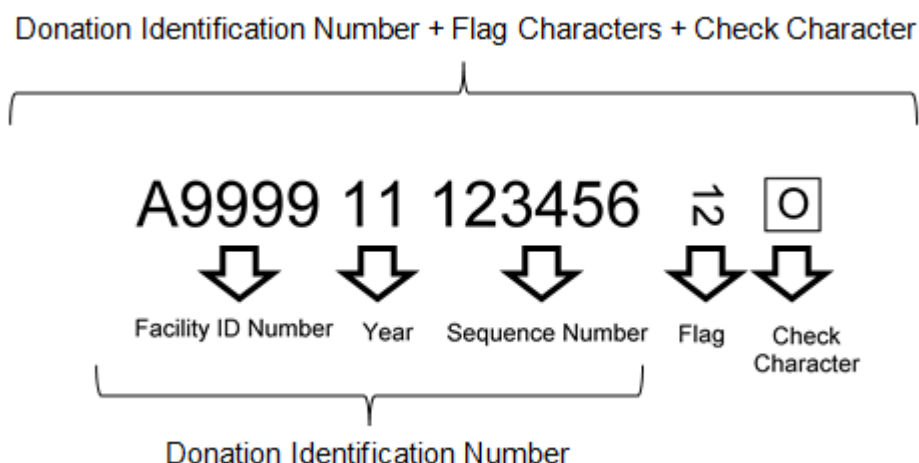 Donation Identification Number + Flag Characters + Check Character
A9999 11 123456 12 O
Facility ID Number Year Sequence Number Flag Check Character
Donation Identification Number